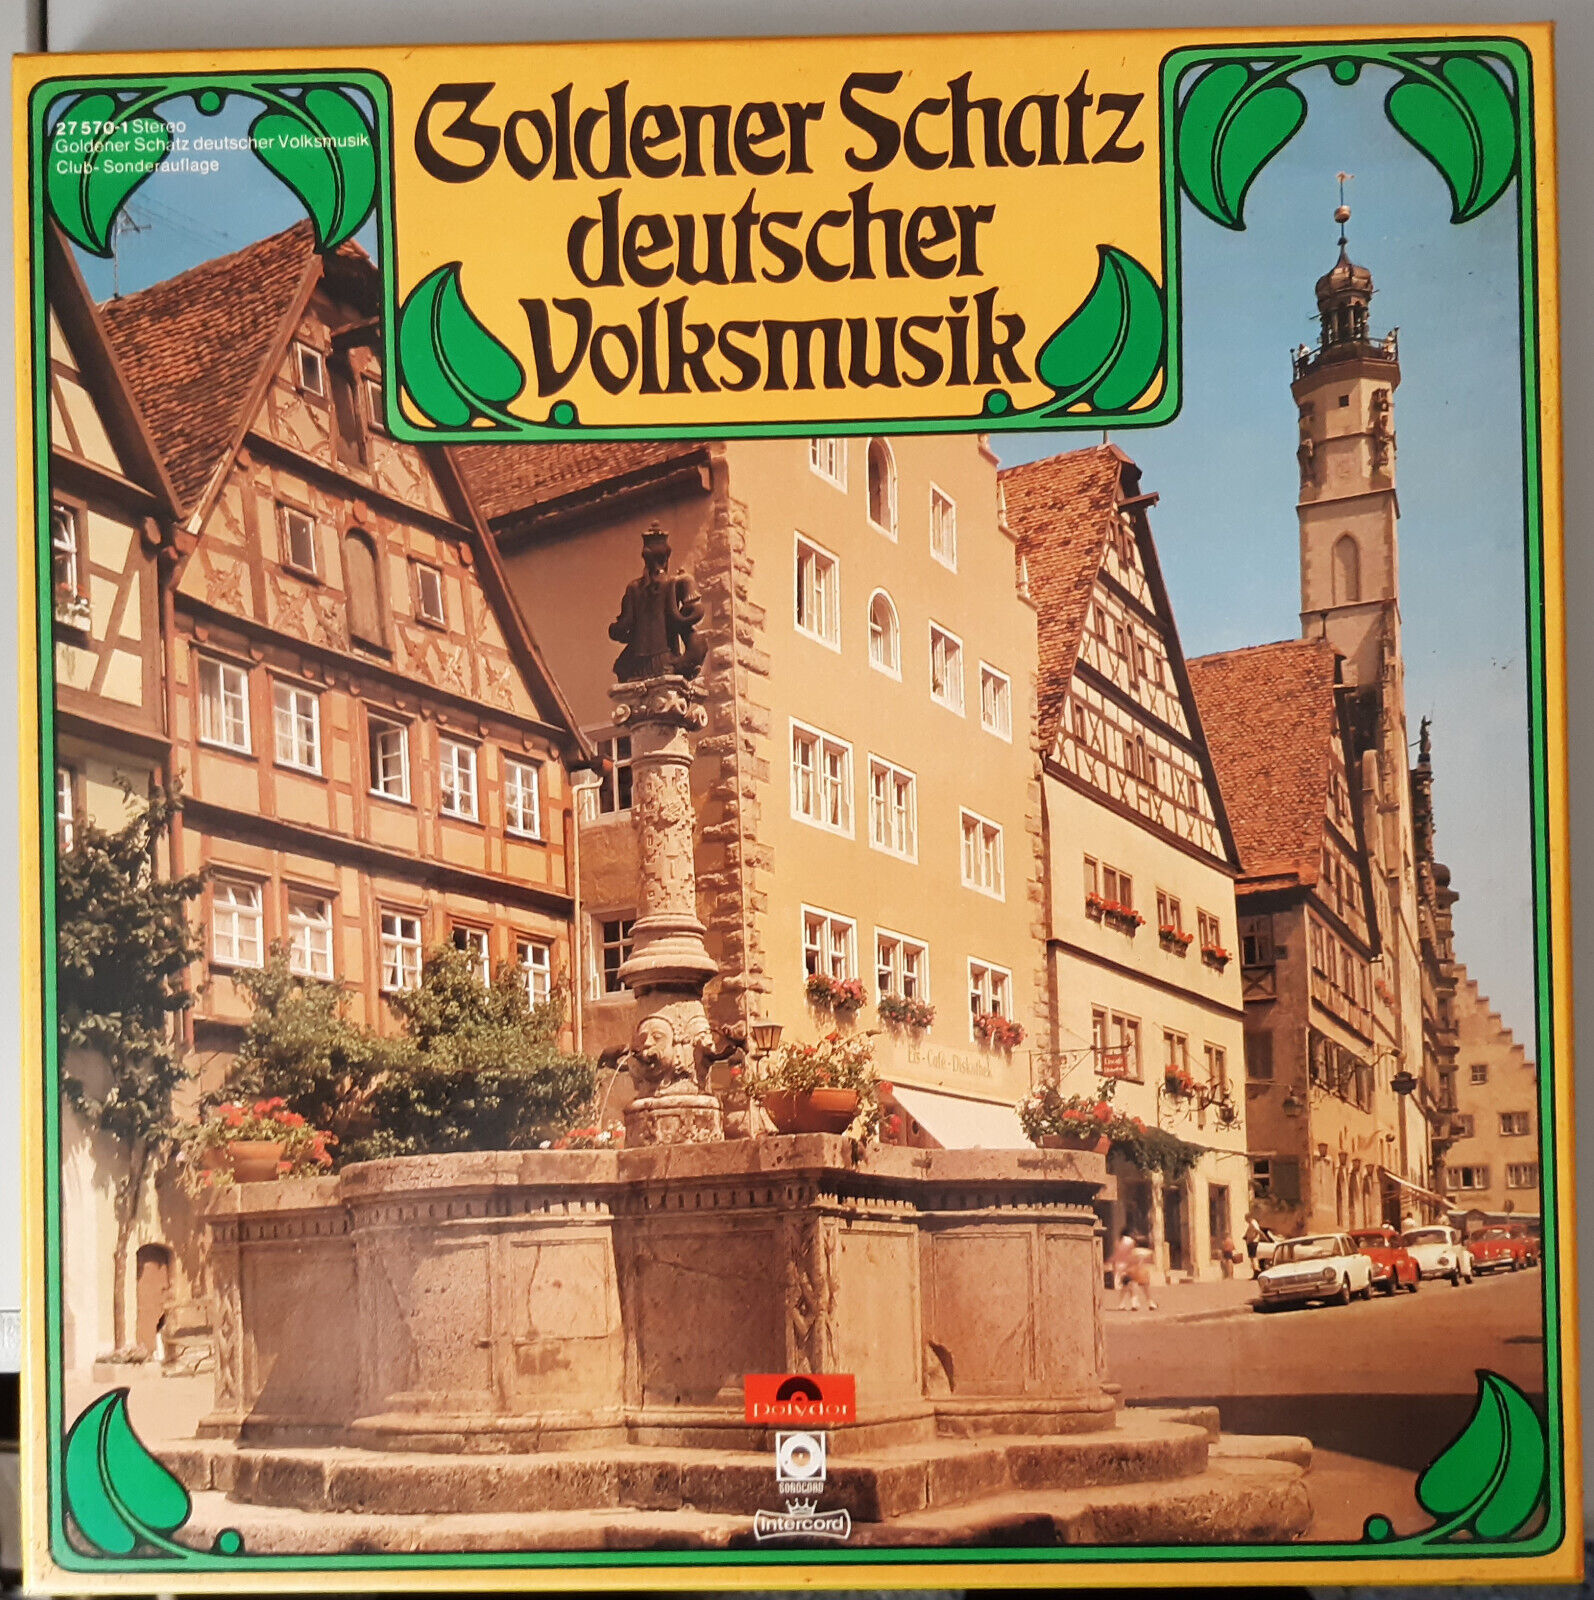 27 570-1 Stereo
Goldener Schatz deutscher Volksmusik
Club-Sonderauflage
Goldener Schatz
deutscher
Volksmusik
Eis-Café-Diskothek
Polydor
SONOCORD
Intercord